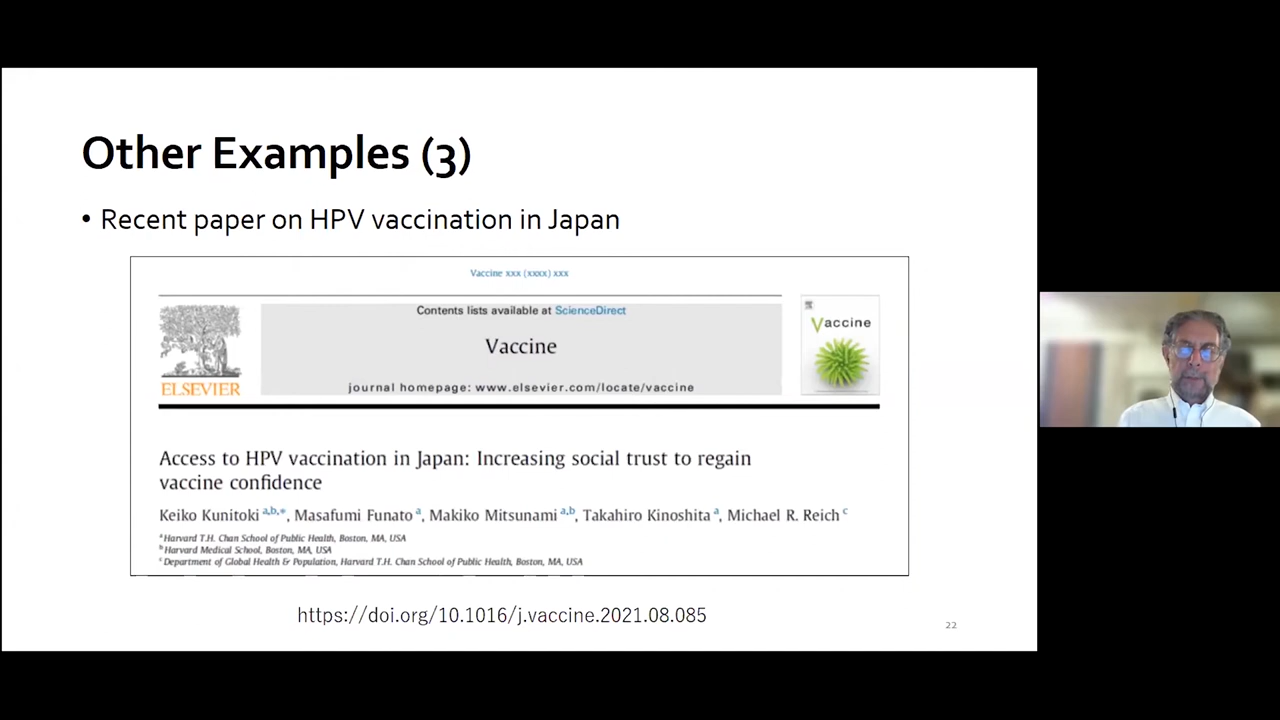 Other Examples (3)
• Recent paper on HPV vaccination in Japan
Vaccine xxx (xxxx) xxx
Contents lists available at ScienceDirect
Vaccine
journal homepage: www.elsevier.com/locate/vaccine
ELSEVIER
Vaccine
Access to HPV vaccination in Japan: Increasing social trust to regain
vaccine confidence
Keiko Kunitoki a,b,*, Masafumi Funato a, Makiko Mitsunami a,b, Takahiro Kinoshita a, Michael R. Reich c
a Harvard T.H. Chan School of Public Health, Boston, MA, USA
b Harvard Medical School, Boston, MA, USA
c Department of Global Health & Population, Harvard T.H. Chan School of Public Health, Boston, MA, USA
https://doi.org/10.1016/j.vaccine.2021.08.085
22